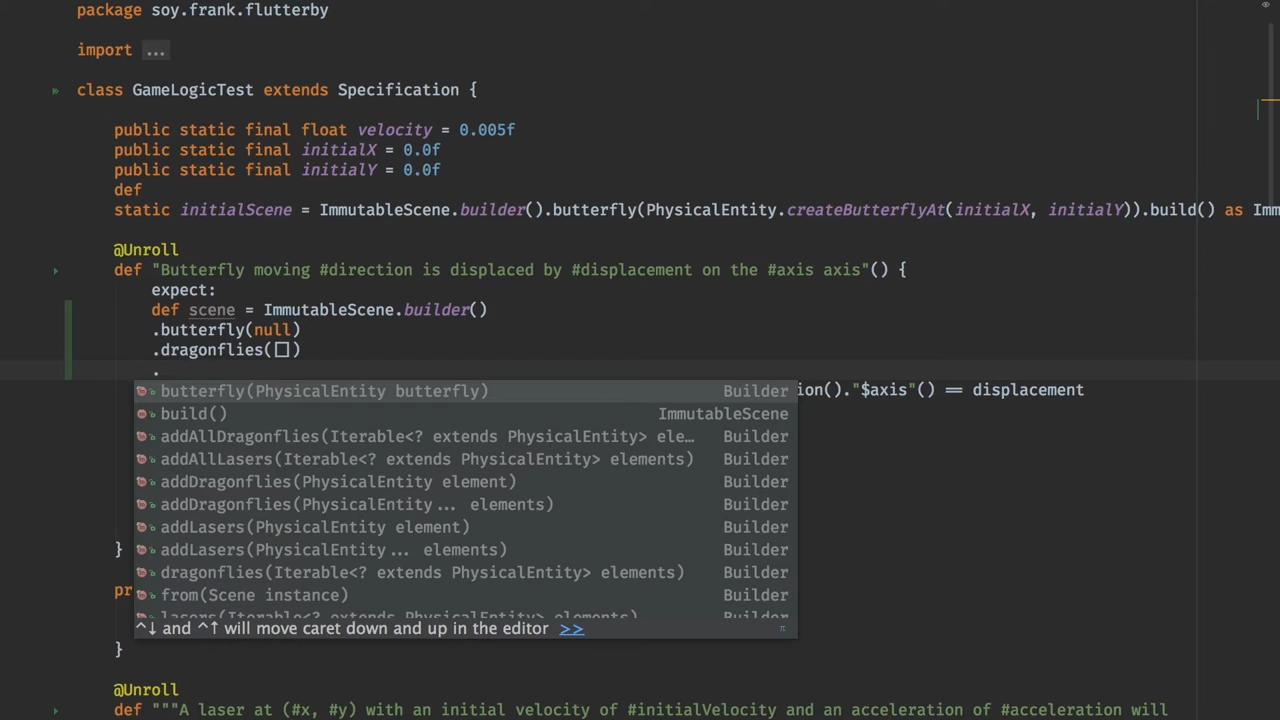 package soy.frank.flutterby
import ...
class GameLogicTest extends Specification {
public static final float velocity = 0.005f
public static final initialX = 0.0f
public static final initialY = 0.0f
def
static initialScene = ImmutableScene.builder().butterfly(PhysicalEntity.createButterflyAt(initialX, initialY)).build() as Imm
@Unroll
def "Butterfly moving #direction is displaced by #displacement on the #axis axis"() {
expect:
def scene = ImmutableScene.builder()
.butterfly(null)
.dragonflies([])
.
butterfly(PhysicalEntity butterfly) Builder ion()."$axis"() == displacement
build() ImmutableScene
addAllDragonflies(Iterable<? extends PhysicalEntity> ele… Builder
addAllLasers(Iterable<? extends PhysicalEntity> elements) Builder
addDragonflies(PhysicalEntity element) Builder
addDragonflies(PhysicalEntity... elements) Builder
addLasers(PhysicalEntity element) Builder
addLasers(PhysicalEntity... elements) Builder
}
dragonflies(Iterable<? extends PhysicalEntity> elements) Builder
pr from(Scene instance) Builder
lasers(Iterable<? extends PhysicalEntity> elements) Builder
^↓ and ^↑ will move caret down and up in the editor >> π
}
@Unroll
def """A laser at (#x, #y) with an initial velocity of #initialVelocity and an acceleration of #acceleration will